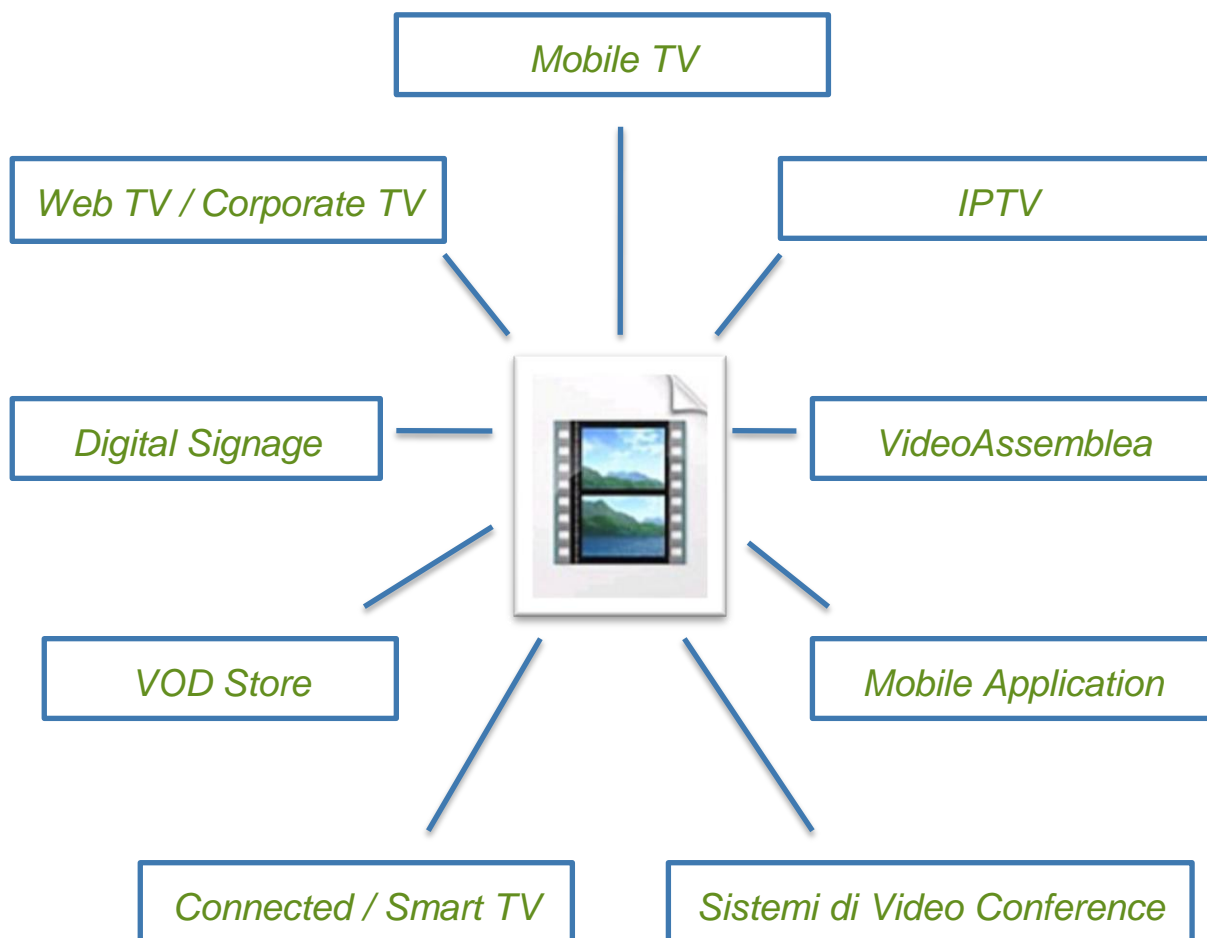 Mobile TV
Web TV / Corporate TV
IPTV
Digital Signage
VideoAssemblea
VOD Store
Mobile Application
Connected / Smart TV
Sistemi di Video Conference